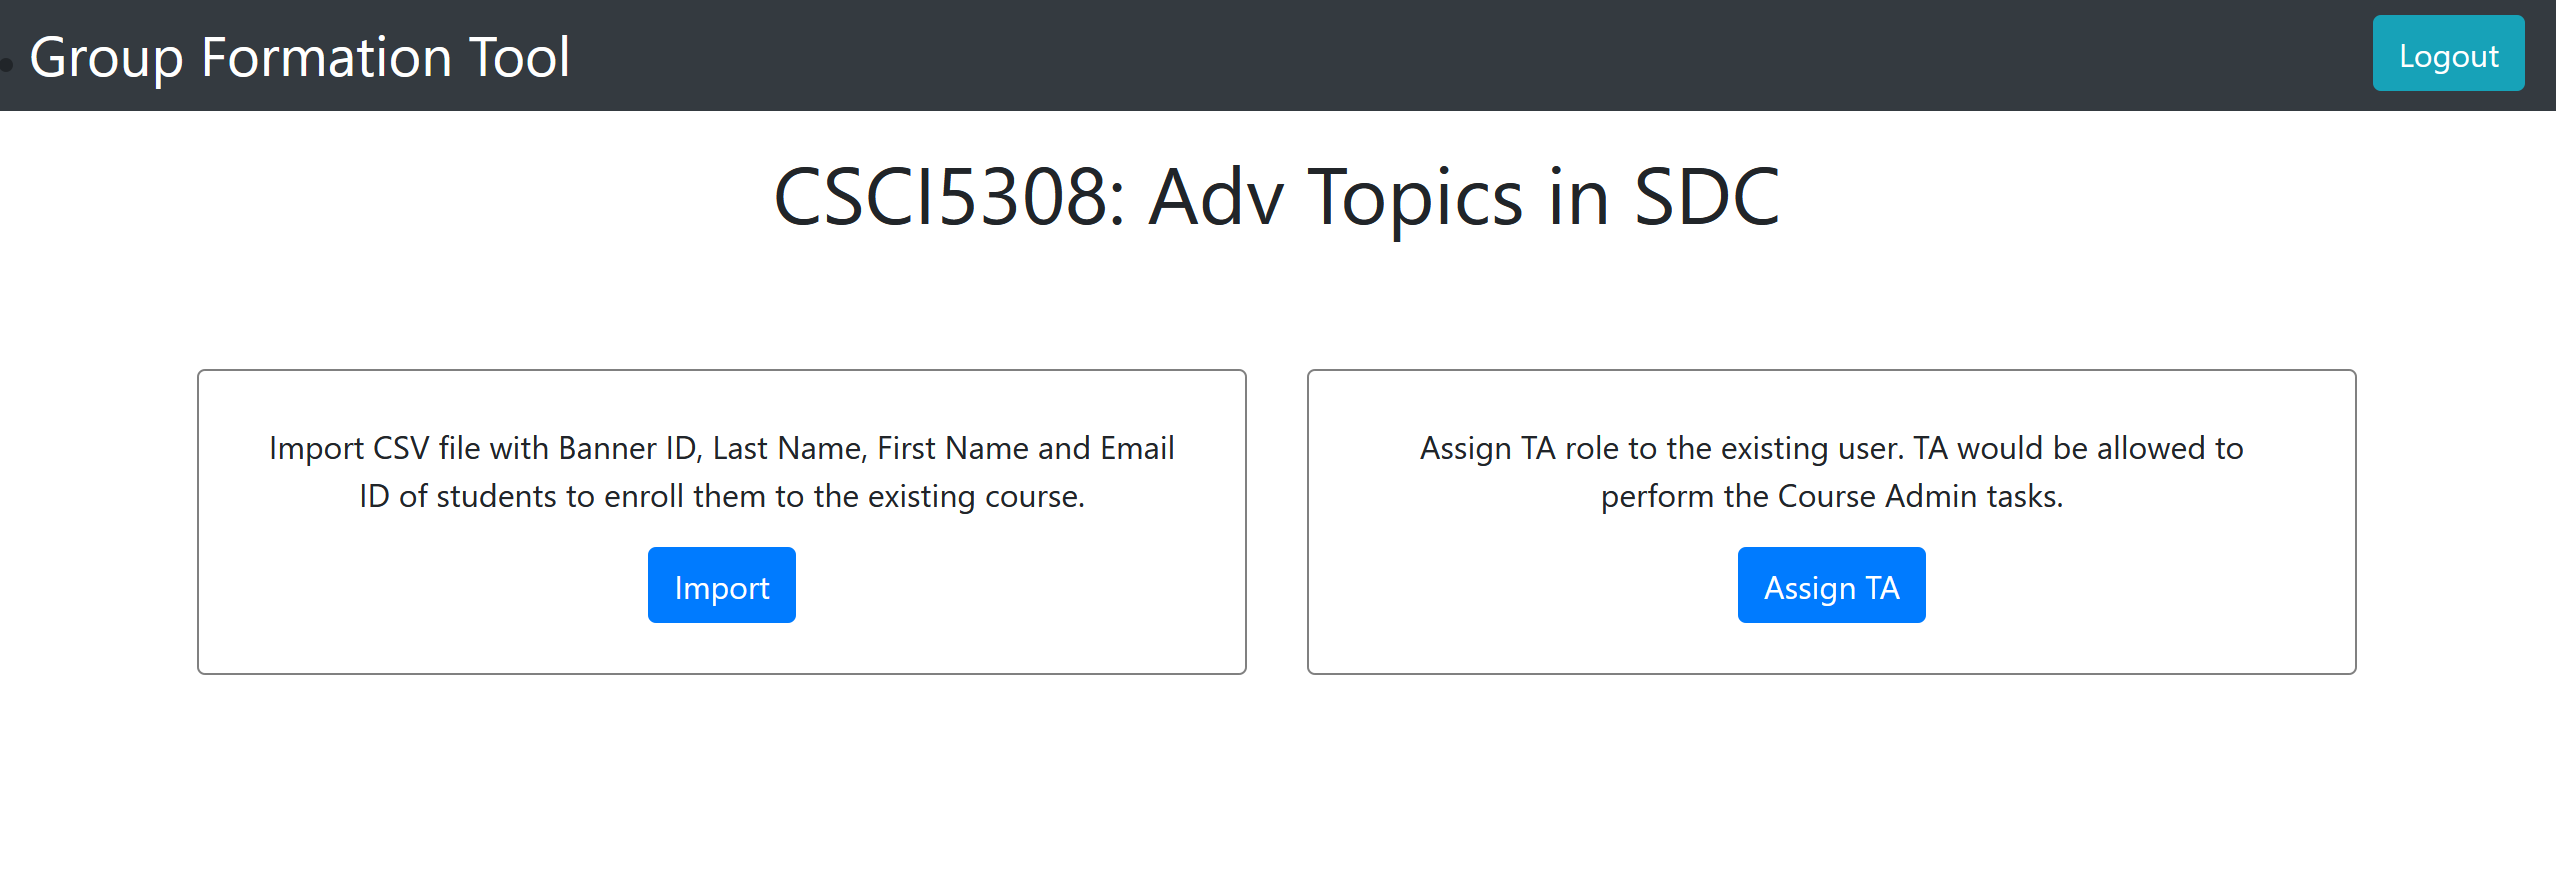 Group Formation Tool
Logout
CSCI5308: Adv Topics in SDC
Import CSV file with Banner ID, Last Name, First Name and Email
ID of students to enroll them to the existing course.
Import
Assign TA role to the existing user. TA would be allowed to
perform the Course Admin tasks.
Assign TA